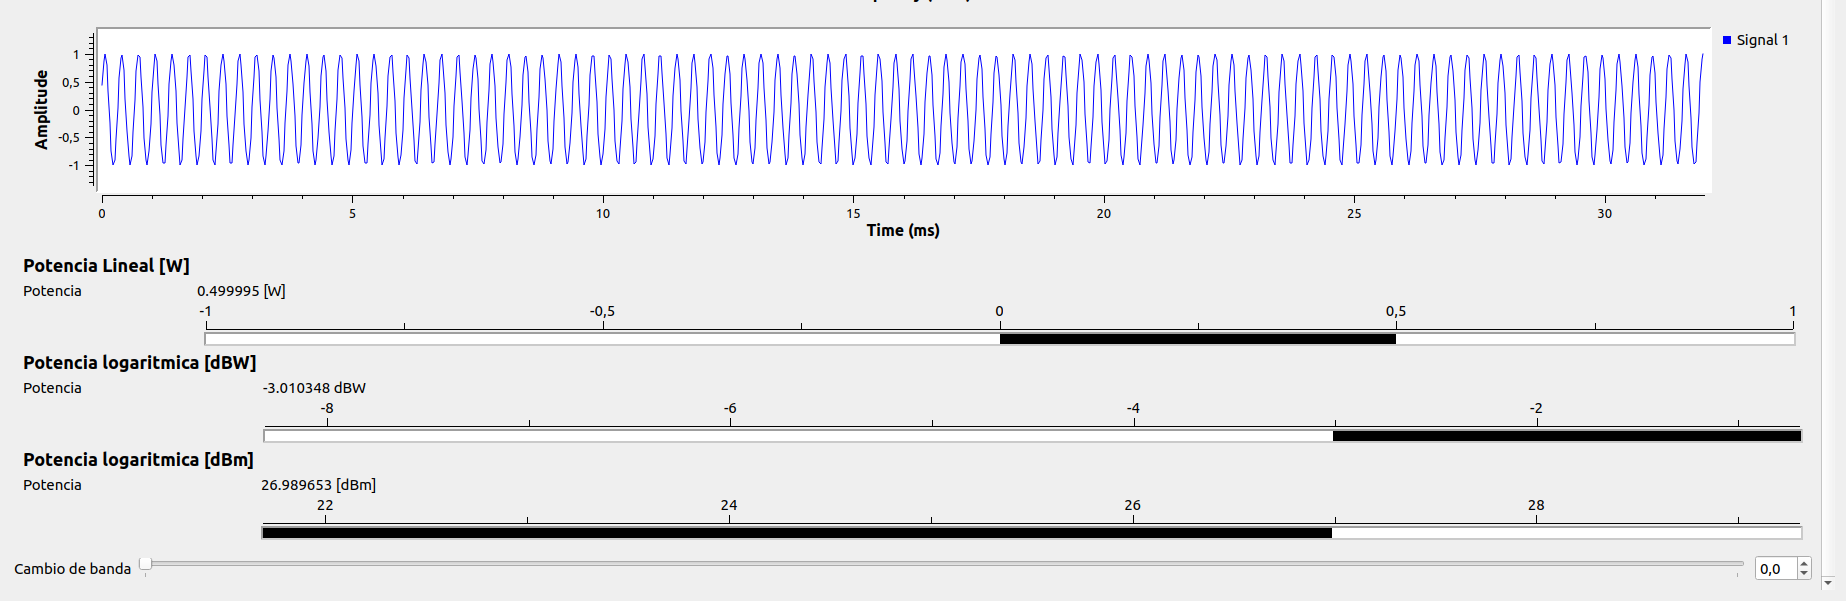 Signal 1
Amplitude
1
0,5
0
-0,5
-1
0 5 10 15 20 25 30
Time (ms)
Potencia Lineal [W]
Potencia 0.499995 [W]
-1 -0,5 0 0,5 1
Potencia logaritmica [dBW]
Potencia -3.010348 dBW
-8 -6 -4 -2
Potencia logaritmica [dBm]
Potencia 26.989653 [dBm]
22 24 26 28
Cambio de banda 0,0